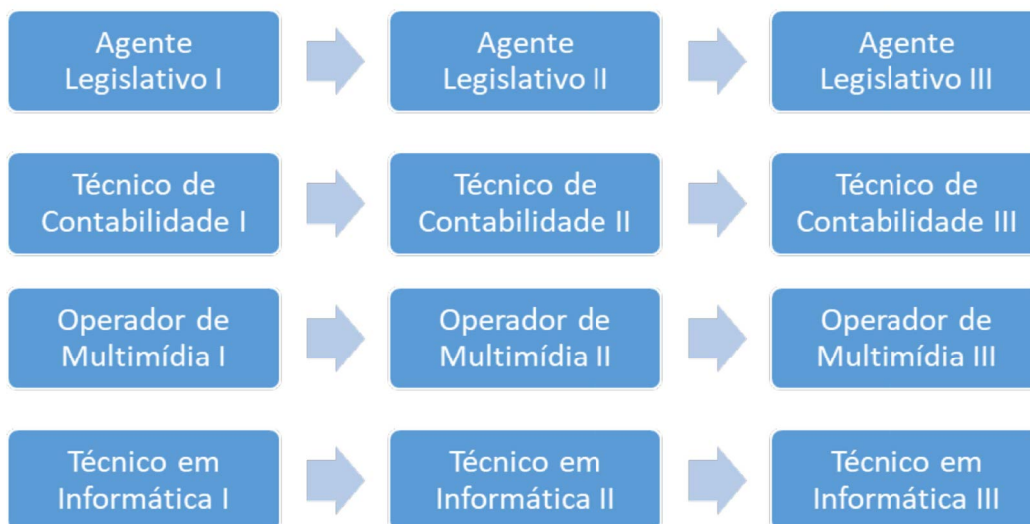 Agente
Legislativo I
Agente
Legislativo II
Agente
Legislativo III
Técnico de
Contabilidade I
Técnico de
Contabilidade II
Técnico de
Contabilidade III
Operador de
Multimídia I
Operador de
Multimídia II
Operador de
Multimídia III
Técnico em
Informática I
Técnico em
Informática II
Técnico em
Informática III